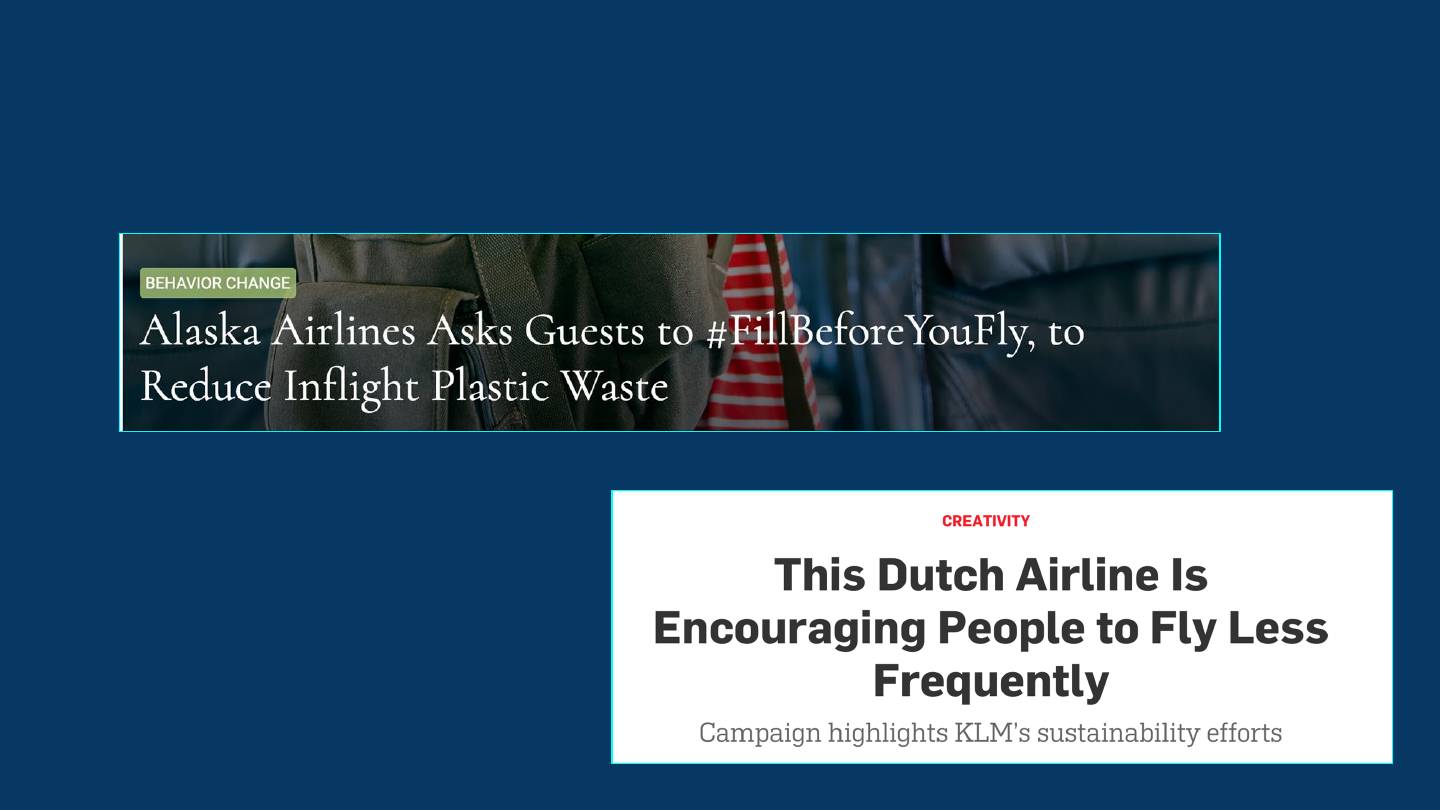 BEHAVIOR CHANGE
Alaska Airlines Asks Guests to #FillBeforeYouFly, to
Reduce Inflight Plastic Waste
CREATIVITY
This Dutch Airline Is
Encouraging People to Fly Less
Frequently
Campaign highlights KLM's sustainability efforts